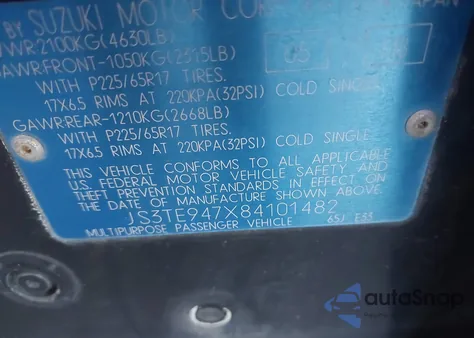 BY SUZUKI MOTOR JAPAN
GVWR:2100KG(4630LB)
GAWR:FRONT-1050KG(2315LB)
WITH P225/65R17 TIRES.
17X6.5 RIMS AT 220KPA(32PSI) COLD SINGLE
GAWR:REAR-1210KG(2668LB)
WITH P225/65R17 TIRES.
17X6.5 RIMS AT 220KPA(32PSI) COLD SINGLE
THIS VEHICLE CONFORMS TO ALL APPLICABLE
U.S. FEDERAL MOTOR VEHICLE SAFETY AND
THEFT PREVENTION STANDARDS IN EFFECT ON
THE DATE OF MANUFACTURE SHOWN ABOVE.
JS3TE947X84101482
MULTIPURPOSE PASSENGER VEHICLE 65J E33
autoSnap